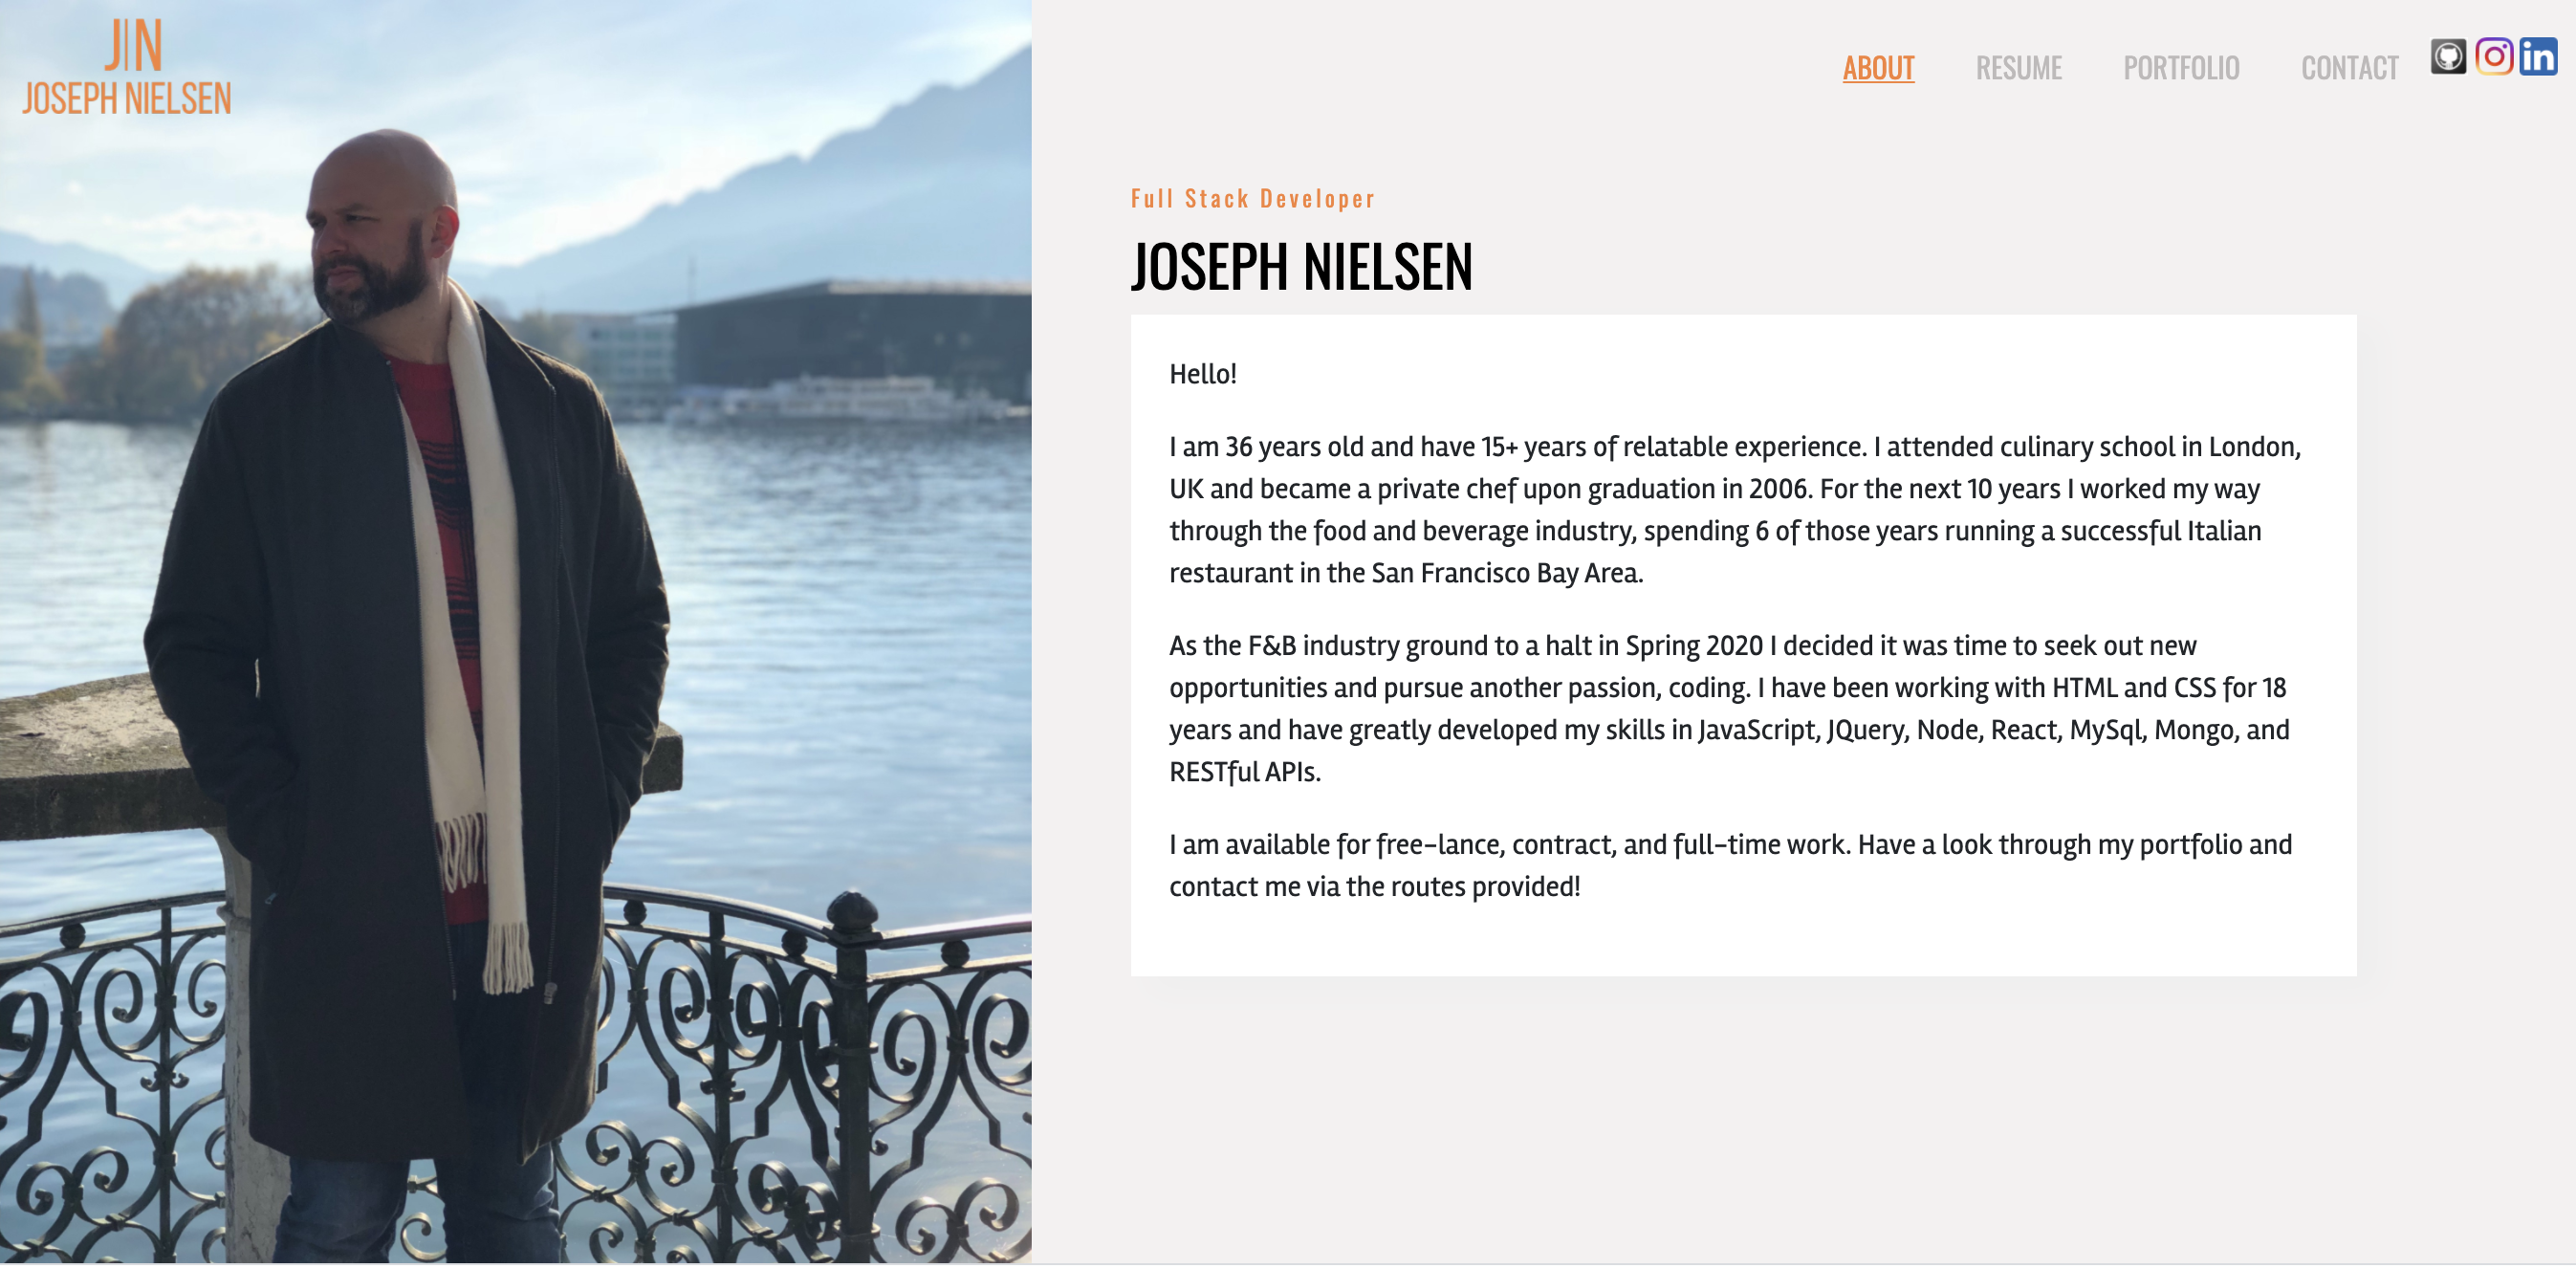 J|N
JOSEPH NIELSEN
ABOUT RESUME PORTFOLIO CONTACT in
Full Stack Developer
JOSEPH NIELSEN
Hello!
I am 36 years old and have 15+ years of relatable experience. I attended culinary school in London,
UK and became a private chef upon graduation in 2006. For the next 10 years I worked my way
through the food and beverage industry, spending 6 of those years running a successful Italian
restaurant in the San Francisco Bay Area.
As the F&B industry ground to a halt in Spring 2020 I decided it was time to seek out new
opportunities and pursue another passion, coding. I have been working with HTML and CSS for 18
years and have greatly developed my skills in JavaScript, JQuery, Node, React, MySql, Mongo, and
RESTful APIs.
I am available for free-lance, contract, and full-time work. Have a look through my portfolio and
contact me via the routes provided!